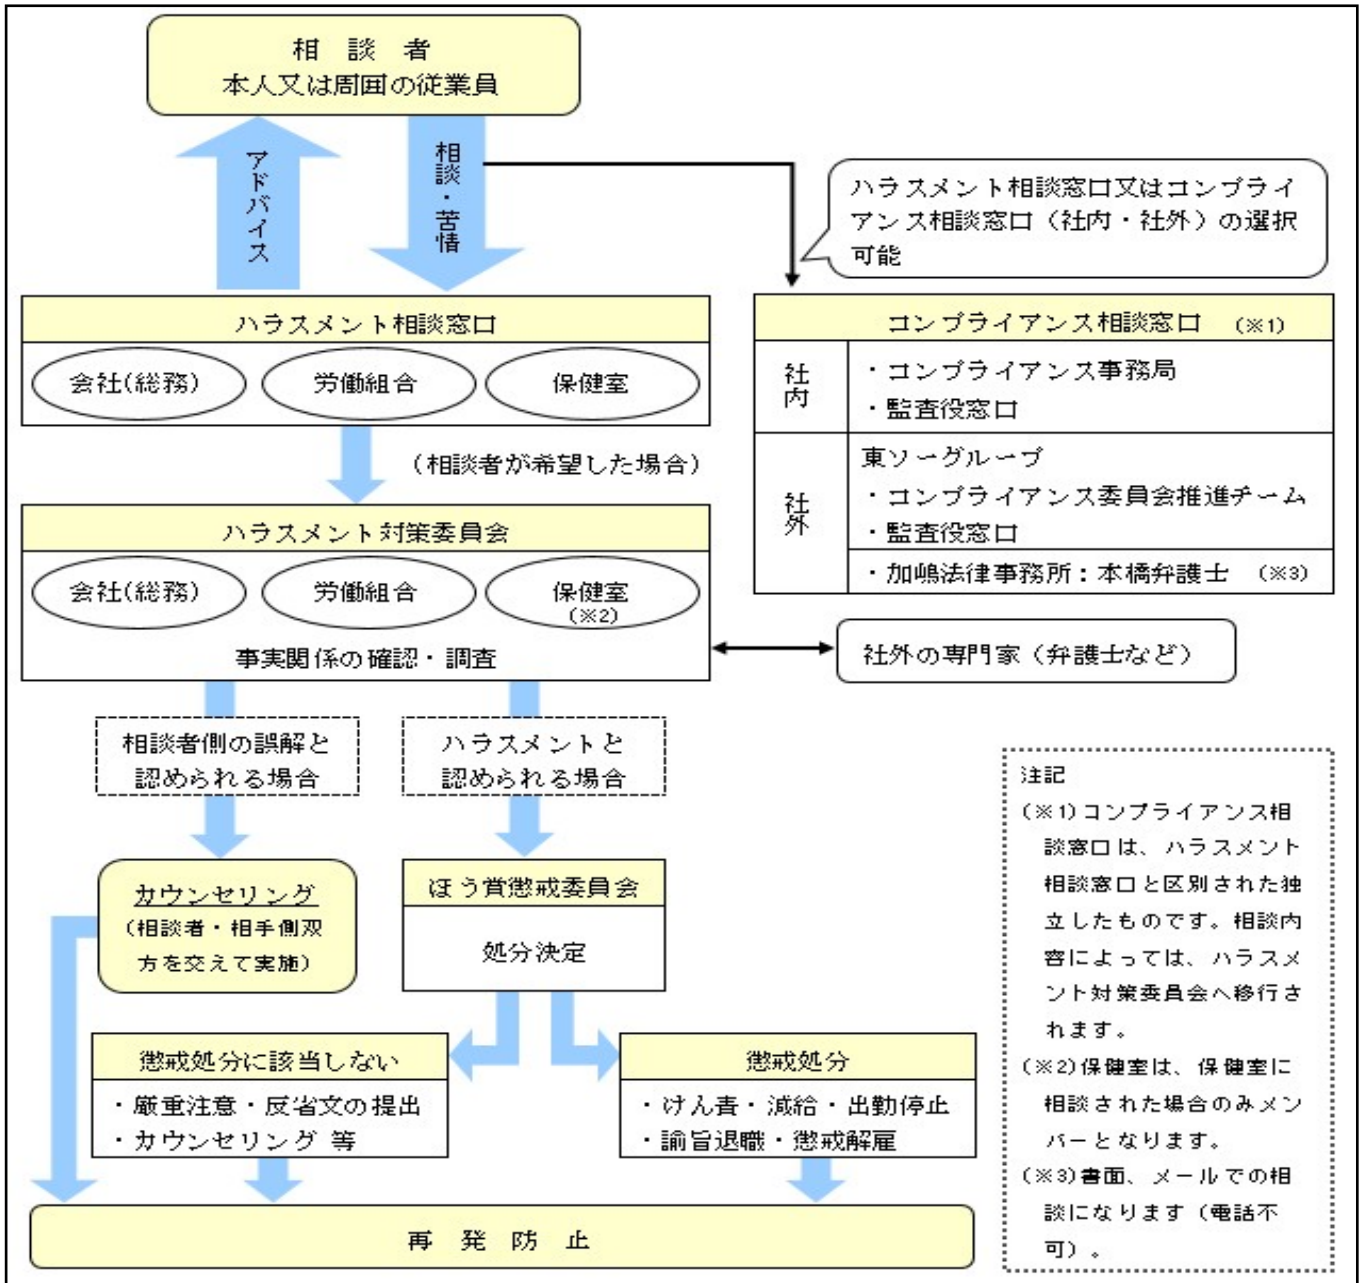 相 談 者
本人又は周囲の従業員
アドバイス
相談・苦情
ハラスメント相談窓口又はコンプライ
アンス相談窓口（社内・社外）の選択
可能
ハラスメント相談窓口
会社(総務)
労働組合
保健室
コンプライアンス相談窓口 (※1)
社内
・コンプライアンス事務局
・監査役窓口
社外
東ソーグループ
・コンプライアンス委員会推進チーム
・監査役窓口
・加嶋法律事務所：本橋弁護士 (※3)
（相談者が希望した場合）
ハラスメント対策委員会
会社(総務)
労働組合
保健室
(※2)
事実関係の確認・調査
社外の専門家（弁護士など）
相談者側の誤解と
認められる場合
ハラスメントと
認められる場合
カウンセリング
（相談者・相手側双
方を交えて実施）
ほう賞懲戒委員会
処分決定
懲戒処分に該当しない
・厳重注意・反省文の提出
・カウンセリング 等
懲戒処分
・けん責・減給・出勤停止
・諭旨退職・懲戒解雇
再 発 防 止
注記
(※1)コンプライアンス相
談窓口は、ハラスメント
相談窓口と区別された独
立したものです。相談内
容によっては、ハラスメ
ント対策委員会へ移行さ
れます。
(※2)保健室は、保健室に
相談された場合のみメン
バーとなります。
(※3)書面、メールでの相
談になります（電話不
可）。